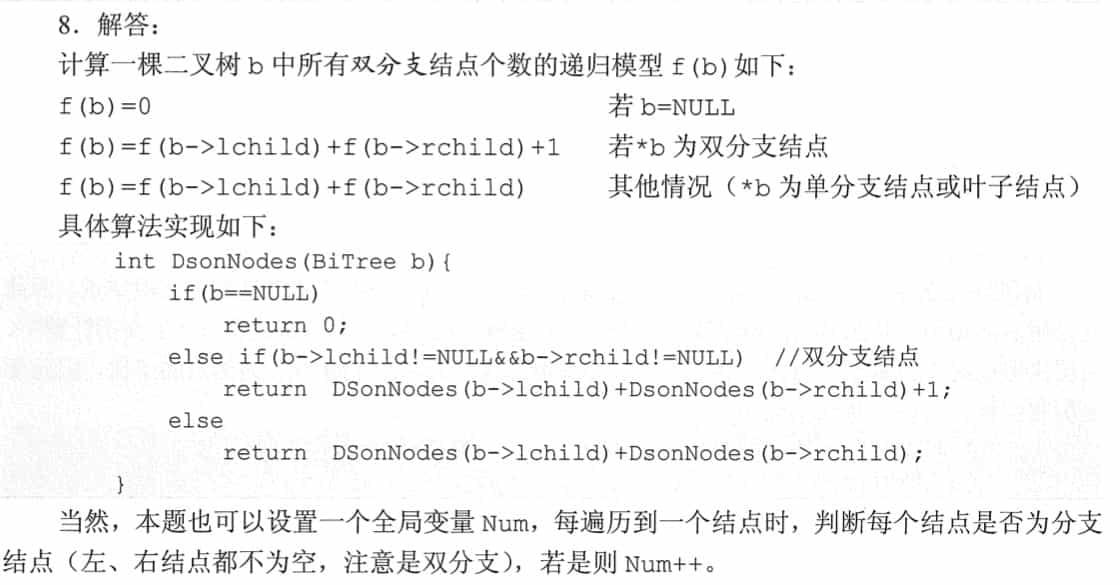 8．解答：
计算一棵二叉树 b 中所有双分支结点个数的递归模型 f(b)如下：
f(b)=0 若 b=NULL
f(b)=f(b->lchild)+f(b->rchild)+1 若*b 为双分支结点
f(b)=f(b->lchild)+f(b->rchild) 其他情况（*b 为单分支结点或叶子结点）
具体算法实现如下：
int DsonNodes(BiTree b){
if(b==NULL)
return 0;
else if(b->lchild!=NULL&&b->rchild!=NULL) //双分支结点
return DSonNodes(b->lchild)+DsonNodes(b->rchild)+1;
else
return DSonNodes(b->lchild)+DsonNodes(b->rchild);
}
当然，本题也可以设置一个全局变量 Num，每遍历到一个结点时，判断每个结点是否为分支
结点（左、右结点都不为空，注意是双分支），若是则 Num++。